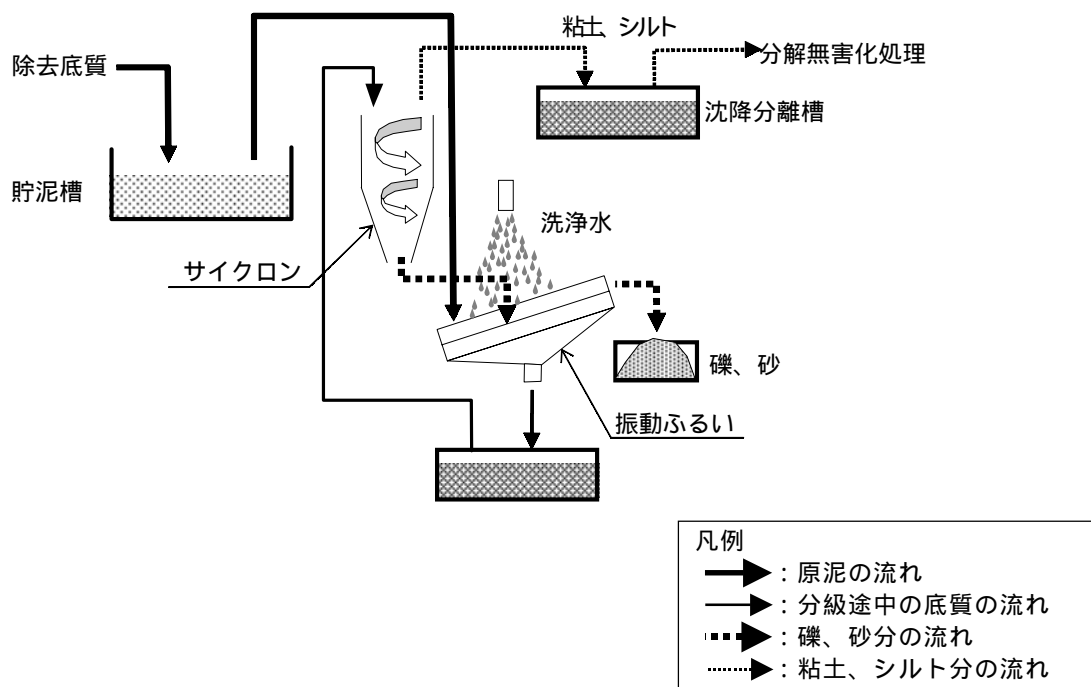 粘土、シルト
除去底質
分解無害化処理
沈降分離槽
貯泥槽
洗浄水
サイクロン
礫、砂
振動ふるい
凡例
：原泥の流れ
：分級途中の底質の流れ
：礫、砂分の流れ
：粘土、シルト分の流れ